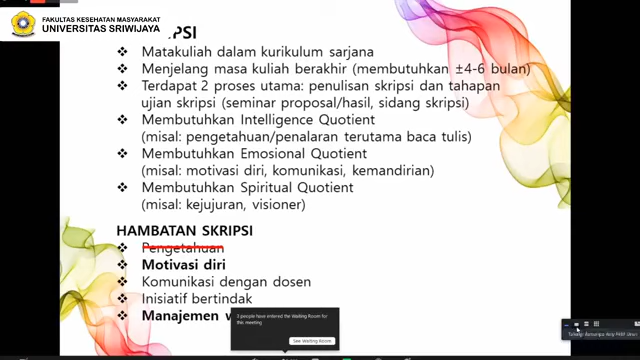 FAKULTAS KESEHATAN MASYARAKAT
UNIVERSITAS SRIWIJAYA
PSI
Matakuliah dalam kurikulum sarjana
Menjelang masa kuliah berakhir (membutuhkan ±4-6 bulan)
Terdapat 2 proses utama: penulisan skripsi dan tahapan
ujian skripsi (seminar proposal/hasil, sidang skripsi)
Membutuhkan Intelligence Quotient
(misal: pengetahuan/penalaran terutama baca tulis)
Membutuhkan Emosional Quotient
(misal: motivasi diri, komunikasi, kemandirian)
Membutuhkan Spiritual Quotient
(misal: kejujuran, visioner)
HAMBATAN SKRIPSI
Pengetahuan
Motivasi diri
Komunikasi dengan dosen
Inisiatif bertindak
Manajemen
3 people have entered the Waiting Room for
this meeting
See Waiting Room